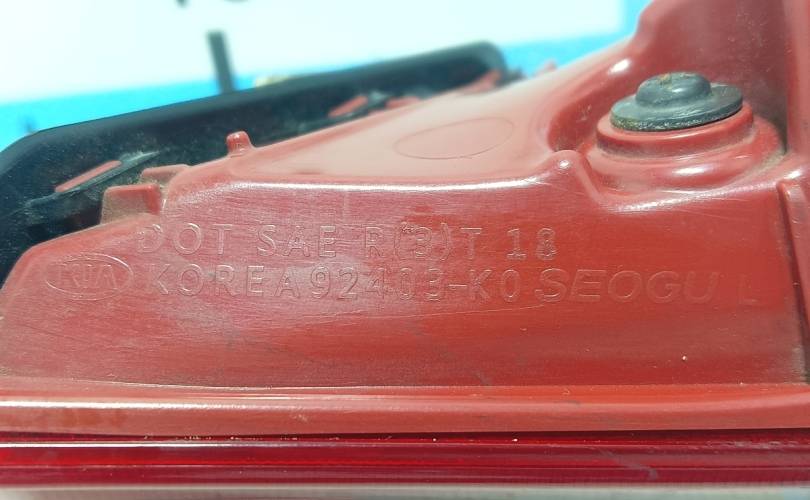 DOT SAE R(3)T 18
KIA KOREA 92403-K0 SEOGU L